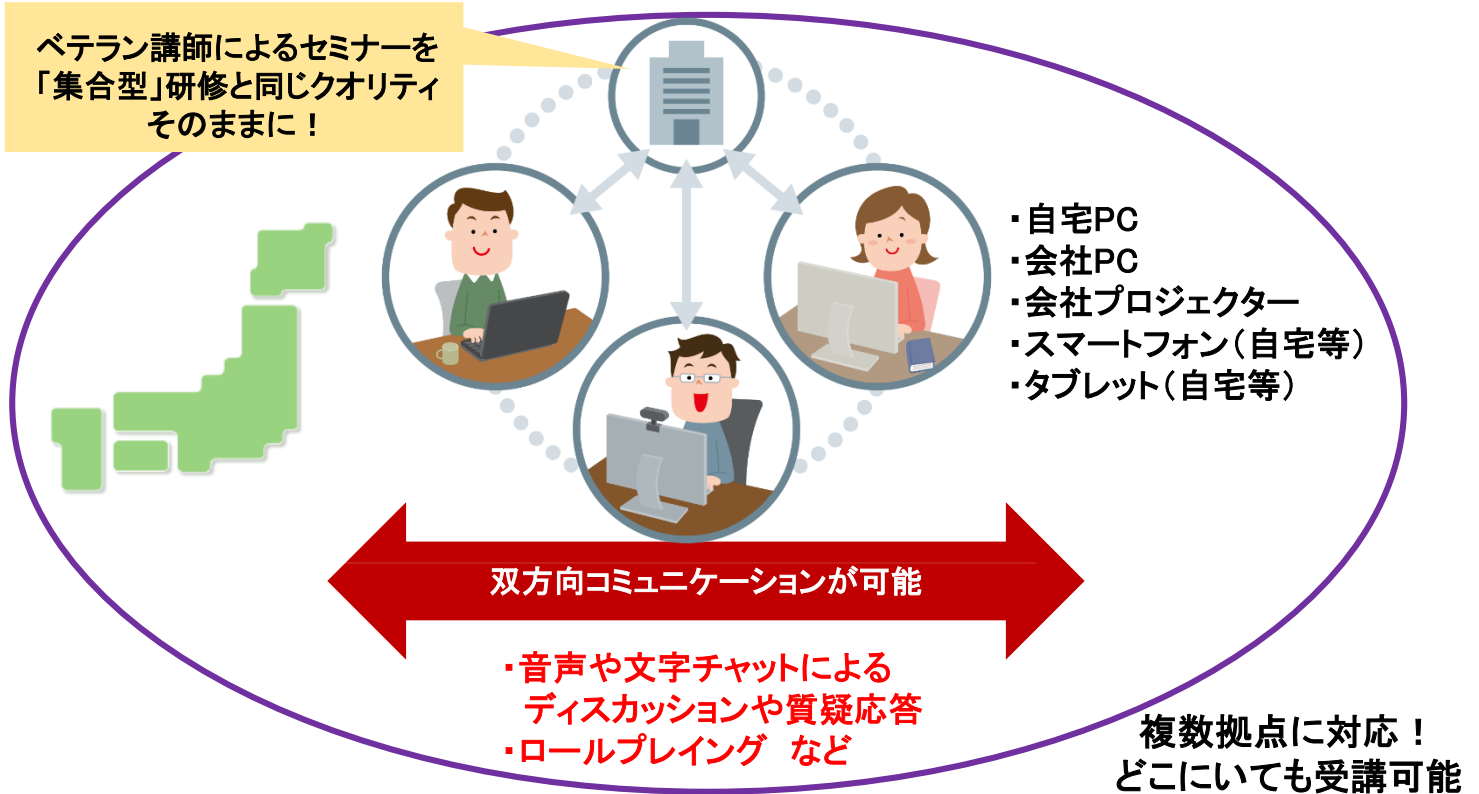 ベテラン講師によるセミナーを
「集合型」研修と同じクオリティ
そのままに！
・自宅PC
・会社PC
・会社プロジェクター
・スマートフォン（自宅等）
・タブレット（自宅等）
双方向コミュニケーションが可能
・音声や文字チャットによる
ディスカッションや質疑応答
・ロールプレイング　など
複数拠点に対応！
どこにいても受講可能